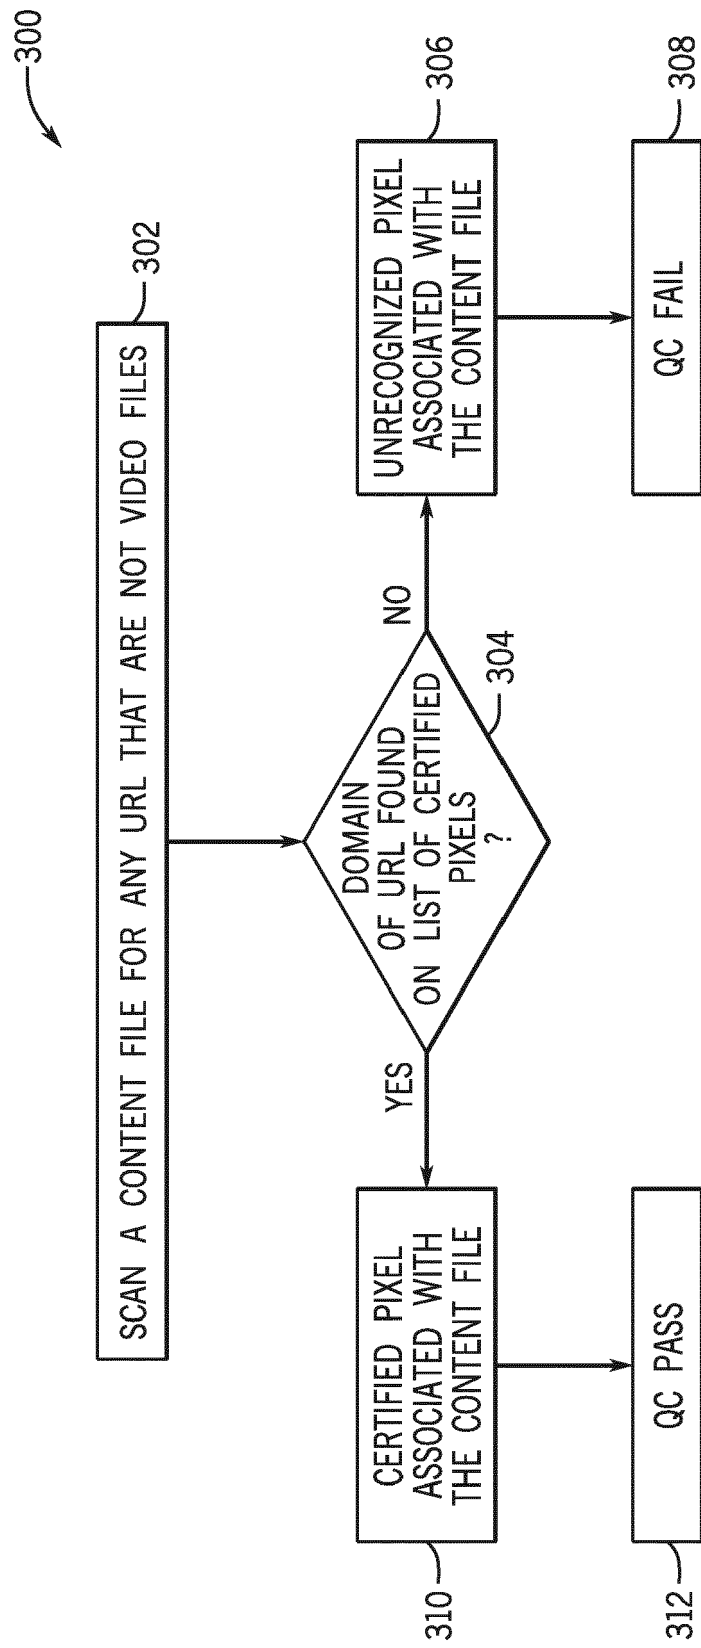 300
302
SCAN A CONTENT FILE FOR ANY URL THAT ARE NOT VIDEO FILES
DOMAIN
OF URL FOUND
ON LIST OF CERTIFIED
PIXELS
?
304
YES
NO
CERTIFIED PIXEL
ASSOCIATED WITH
THE CONTENT FILE
310
UNRECOGNIZED PIXEL
ASSOCIATED WITH
THE CONTENT FILE
306
QC PASS
312
QC FAIL
308